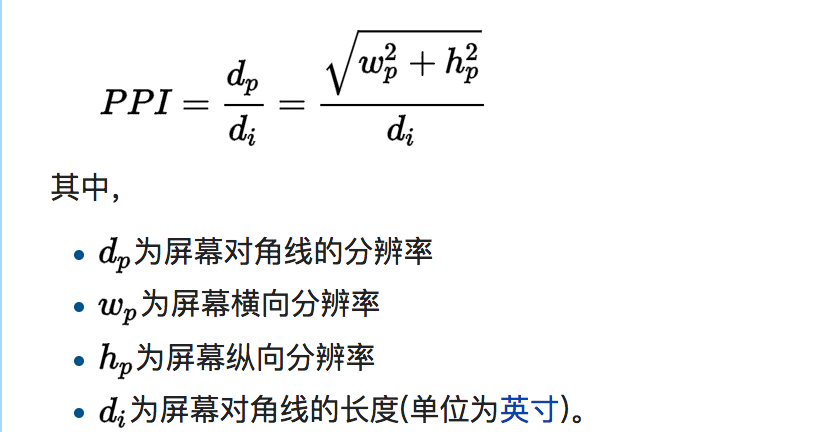 $PPI = \frac{d_p}{d_i} = \frac{\sqrt{w_p^2 + h_p^2}}{d_i}$
其中，
• $d_p$为屏幕对角线的分辨率
• $w_p$为屏幕横向分辨率
• $h_p$为屏幕纵向分辨率
• $d_i$为屏幕对角线的长度(单位为英寸)。